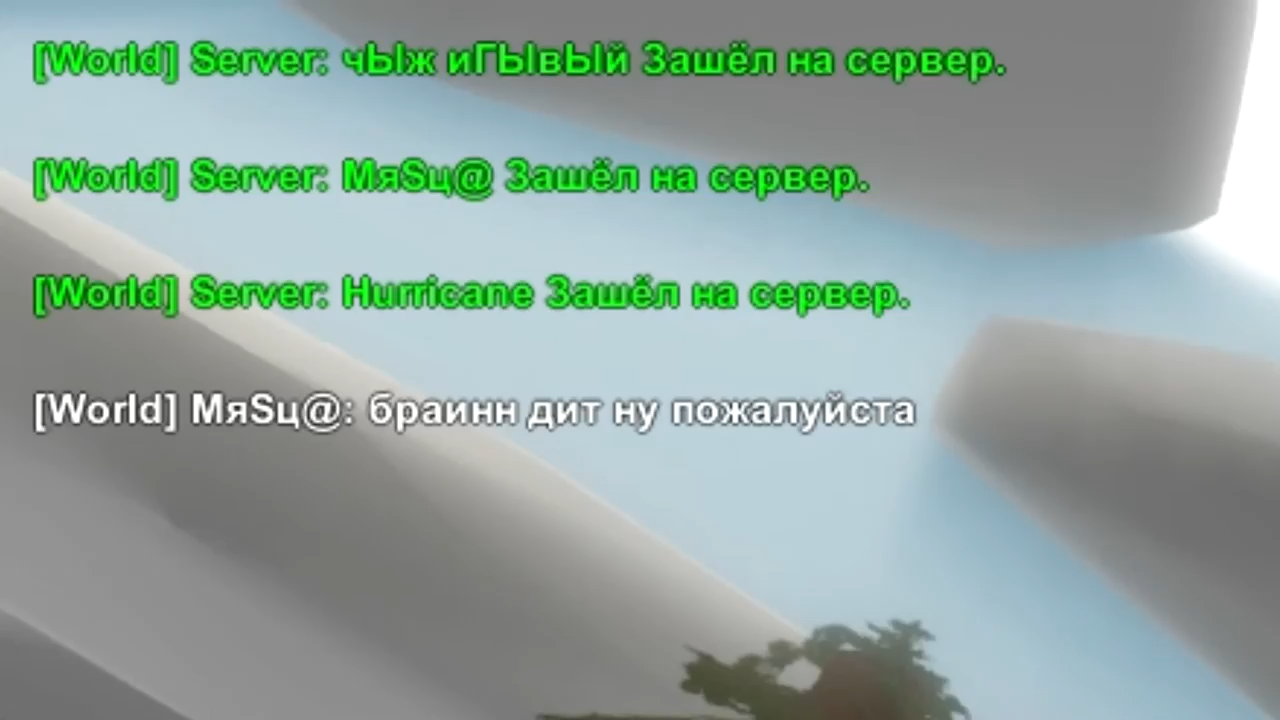 [World] Server: чЫж иГЫвЫй Зашёл на сервер.
[World] Server: МяSц@ Зашёл на сервер.
[World] Server: Hurricane Зашёл на сервер.
[World] МяSц@: браинн дит ну пожалуйста